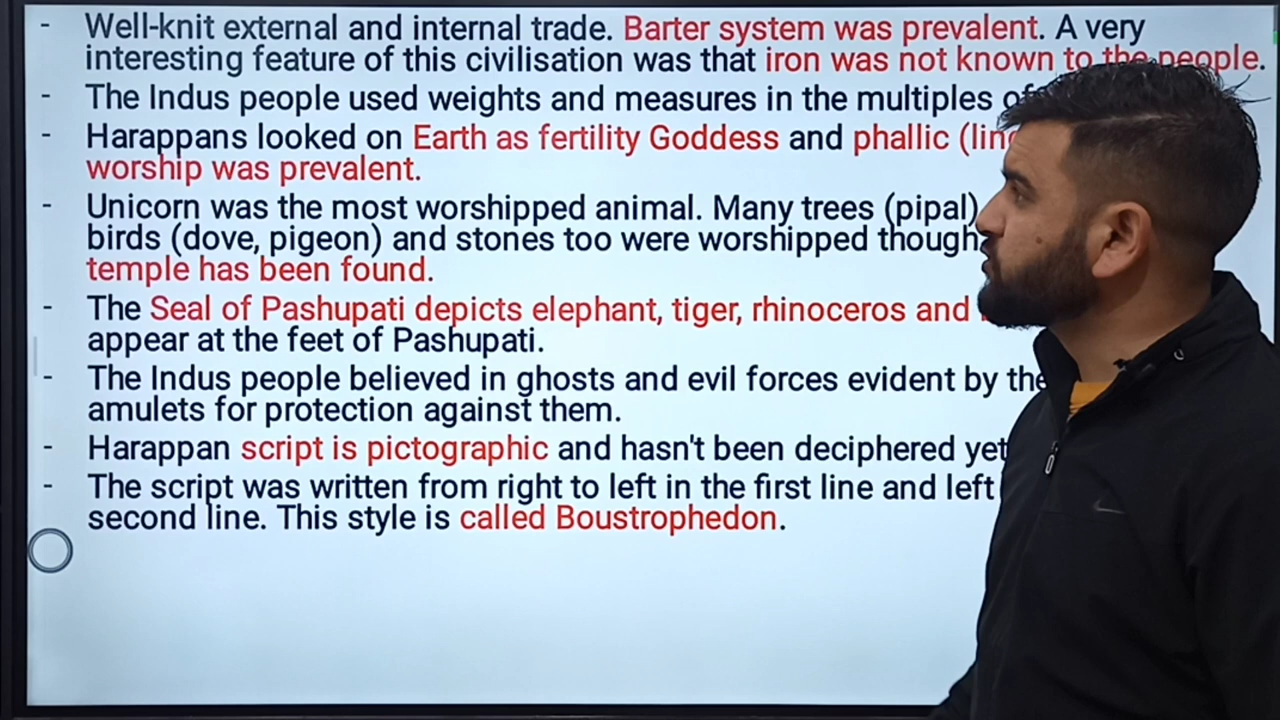 - Well-knit external and internal trade. Barter system was prevalent. A very
interesting feature of this civilisation was that iron was not known to the people.
- The Indus people used weights and measures in the multiples of
- Harappans looked on Earth as fertility Goddess and phallic
worship was prevalent.
- Unicorn was the most worshipped animal. Many trees (pipal)
birds (dove, pigeon) and stones too were worshipped though
temple has been found.
- The Seal of Pashupati depicts elephant, tiger, rhinoceros and
appear at the feet of Pashupati.
- The Indus people believed in ghosts and evil forces evident by the
amulets for protection against them.
- Harappan script is pictographic and hasn't been deciphered yet
- The script was written from right to left in the first line and left
second line. This style is called Boustrophedon.